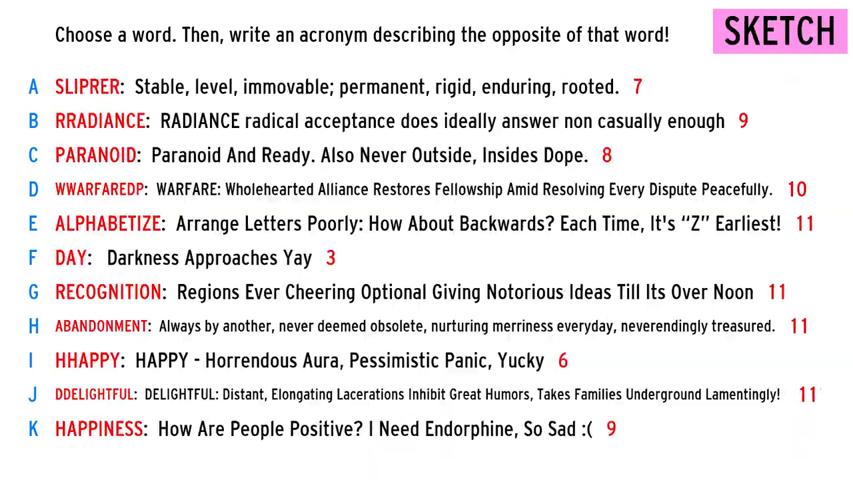 Choose a word. Then, write an acronym describing the opposite of that word!
SKETCH
A SLIPRER: Stable, level, immovable; permanent, rigid, enduring, rooted. 7
B RRADIANCE: RADIANCE radical acceptance does ideally answer non casually enough 9
C PARANOID: Paranoid And Ready. Also Never Outside, Insides Dope. 8
D WWARFAREDP: WARFARE: Wholehearted Alliance Restores Fellowship Amid Resolving Every Dispute Peacefully. 10
E ALPHABETIZE: Arrange Letters Poorly: How About Backwards? Each Time, It's “Z” Earliest! 11
F DAY: Darkness Approaches Yay 3
G RECOGNITION: Regions Ever Cheering Optional Giving Notorious Ideas Till Its Over Noon 11
H ABANDONMENT: Always by another, never deemed obsolete, nurturing merriness everyday, neverendingly treasured. 11
I HHAPPY: HAPPY - Horrendous Aura, Pessimistic Panic, Yucky 6
J DDELIGHTFUL: DELIGHTFUL: Distant, Elongating Lacerations Inhibit Great Humors, Takes Families Underground Lamentingly! 11
K HAPPINESS: How Are People Positive? I Need Endorphine, So Sad :( 9